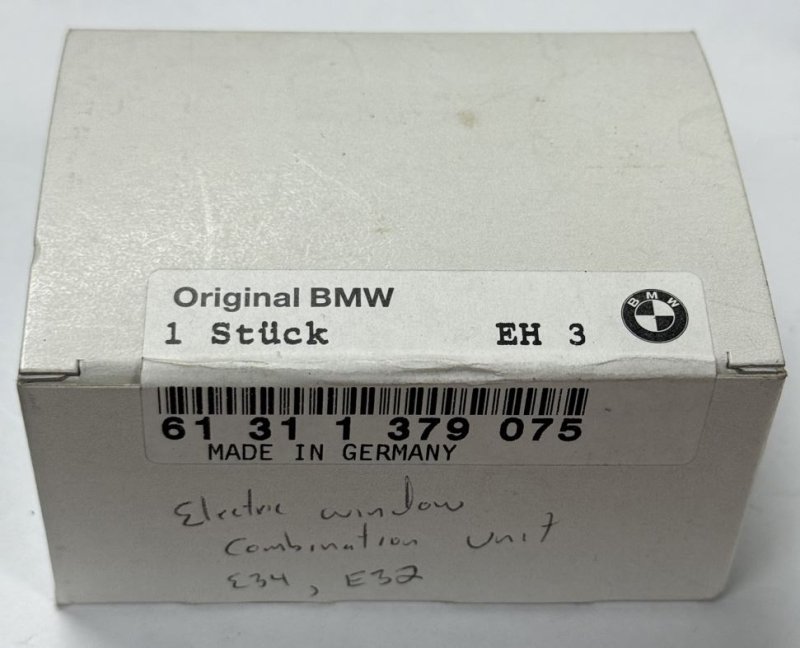 Original BMW
1 Stück EH 3
BMW
61 31 1 379 075
MADE IN GERMANY
Electric window
combination unit
E34, E32